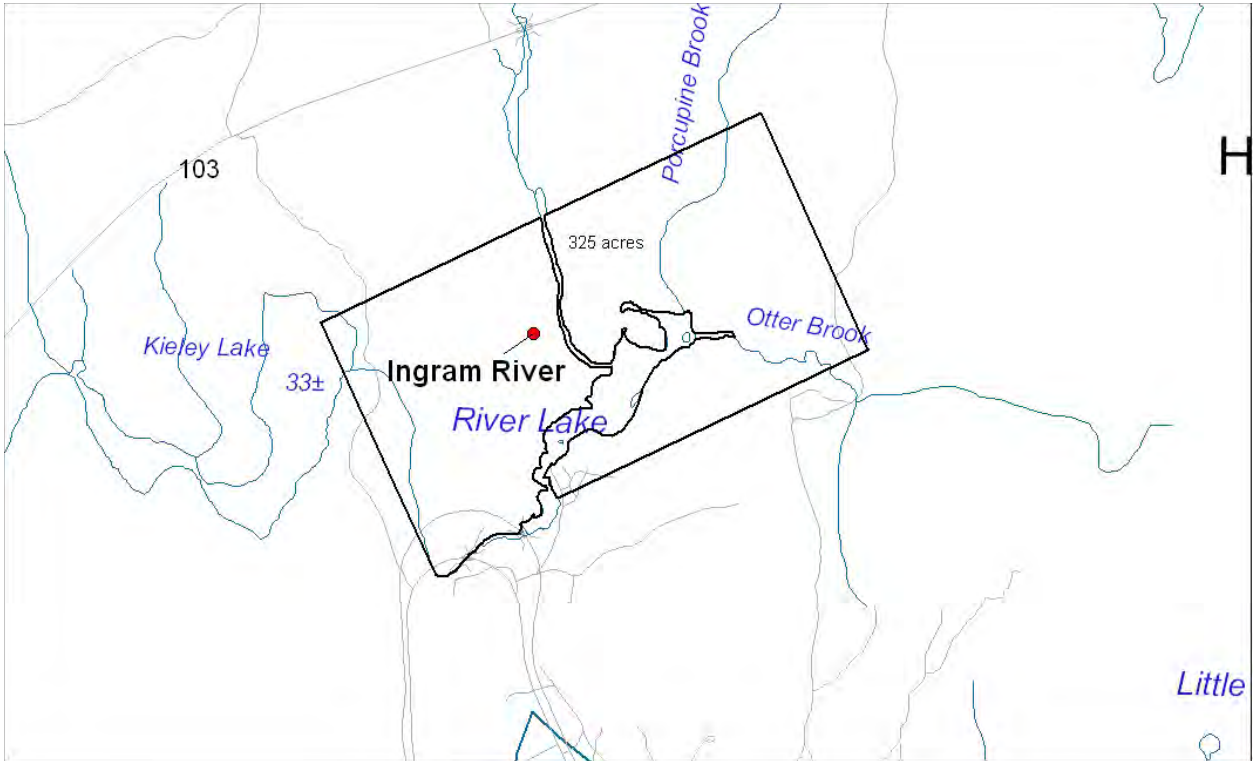 Porcupine Brook
H
103
325 acres
Otter Brook
Kieley Lake
33±
Ingram River
River Lake
Little